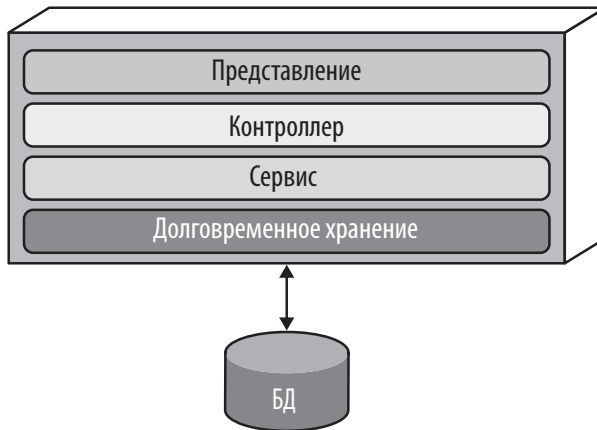 Представление
Контроллер
Сервис
Долговременное хранение
БД